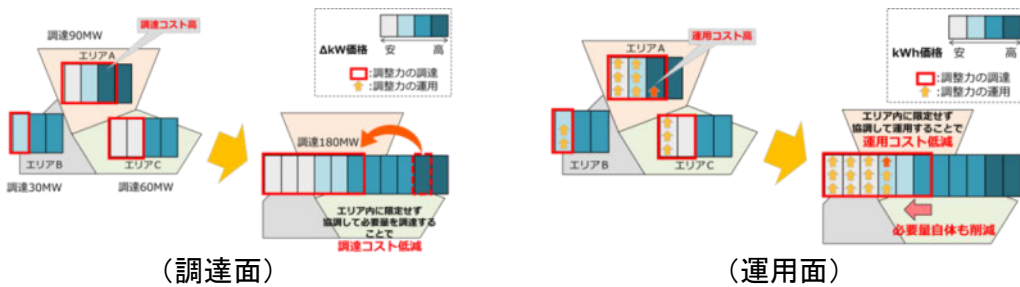 調達コスト高
調達90MW
エリアA
ΔkW価格
安
高
:調整力の調達
:調整力の運用
エリアB
エリアC
調達30MW
調達60MW
調達180MW
エリア内に限定せず
協調して必要量を調達する
ことで
調達コスト低減
(調達面)
運用コスト高
エリアA
kWh価格
安
高
:調整力の調達
:調整力の運用
エリアB
エリアC
エリア内に限定せず
協調して運用することで
運用コスト低減
必要量自体も削減
(運用面)